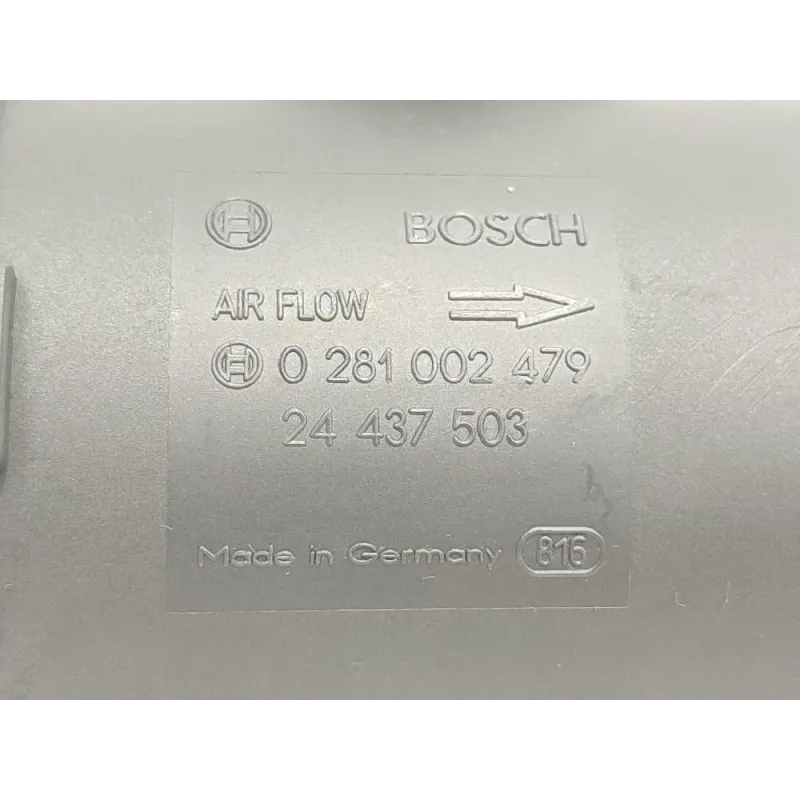 BOSCH
AIR FLOW
0 281 002 479
24 437 503
Made in Germany 816